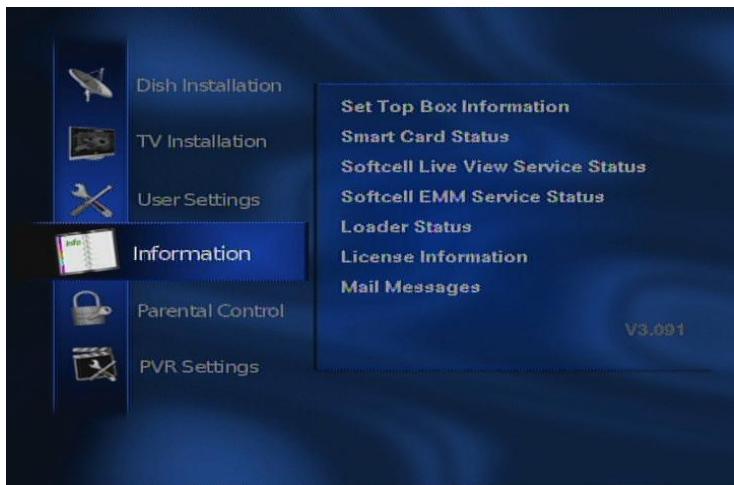 Dish Installation
TV Installation
User Settings
Info
Information
Parental Control
PVR Settings
Set Top Box Information
Smart Card Status
Softcell Live View Service Status
Softcell EMM Service Status
Loader Status
License Information
Mail Messages
V3.091